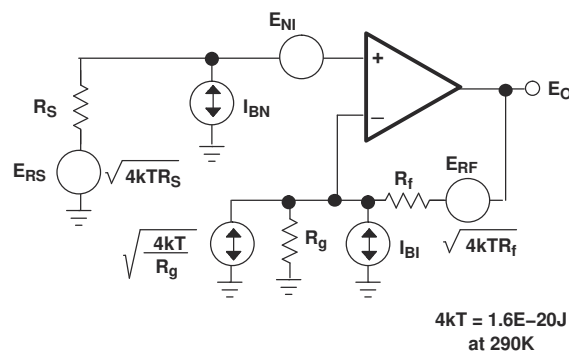 E_NI
+
R_S
I_BN
E_O
−
E_RS
√4kTR_S
R_f
E_RF
√4kT/R_g
R_g
I_BI
√4kTR_f
4kT = 1.6E−20J
at 290K